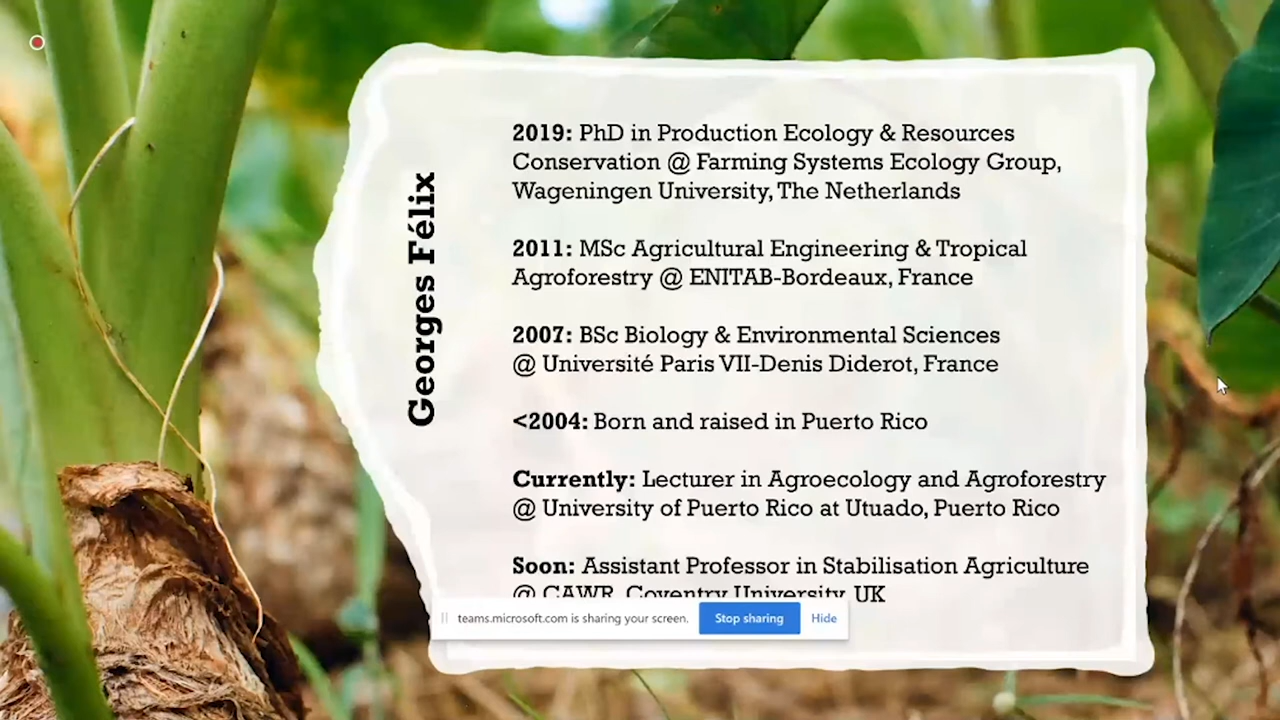 Georges Félix
2019: PhD in Production Ecology & Resources
Conservation @ Farming Systems Ecology Group,
Wageningen University, The Netherlands
2011: MSc Agricultural Engineering & Tropical
Agroforestry @ ENITAB-Bordeaux, France
2007: BSc Biology & Environmental Sciences
@ Université Paris VII-Denis Diderot, France
<2004: Born and raised in Puerto Rico
Currently: Lecturer in Agroecology and Agroforestry
@ University of Puerto Rico at Utuado, Puerto Rico
Soon: Assistant Professor in Stabilisation Agriculture
@ CAWR, Coventry University, UK
teams.microsoft.com is sharing your screen. Stop sharing Hide